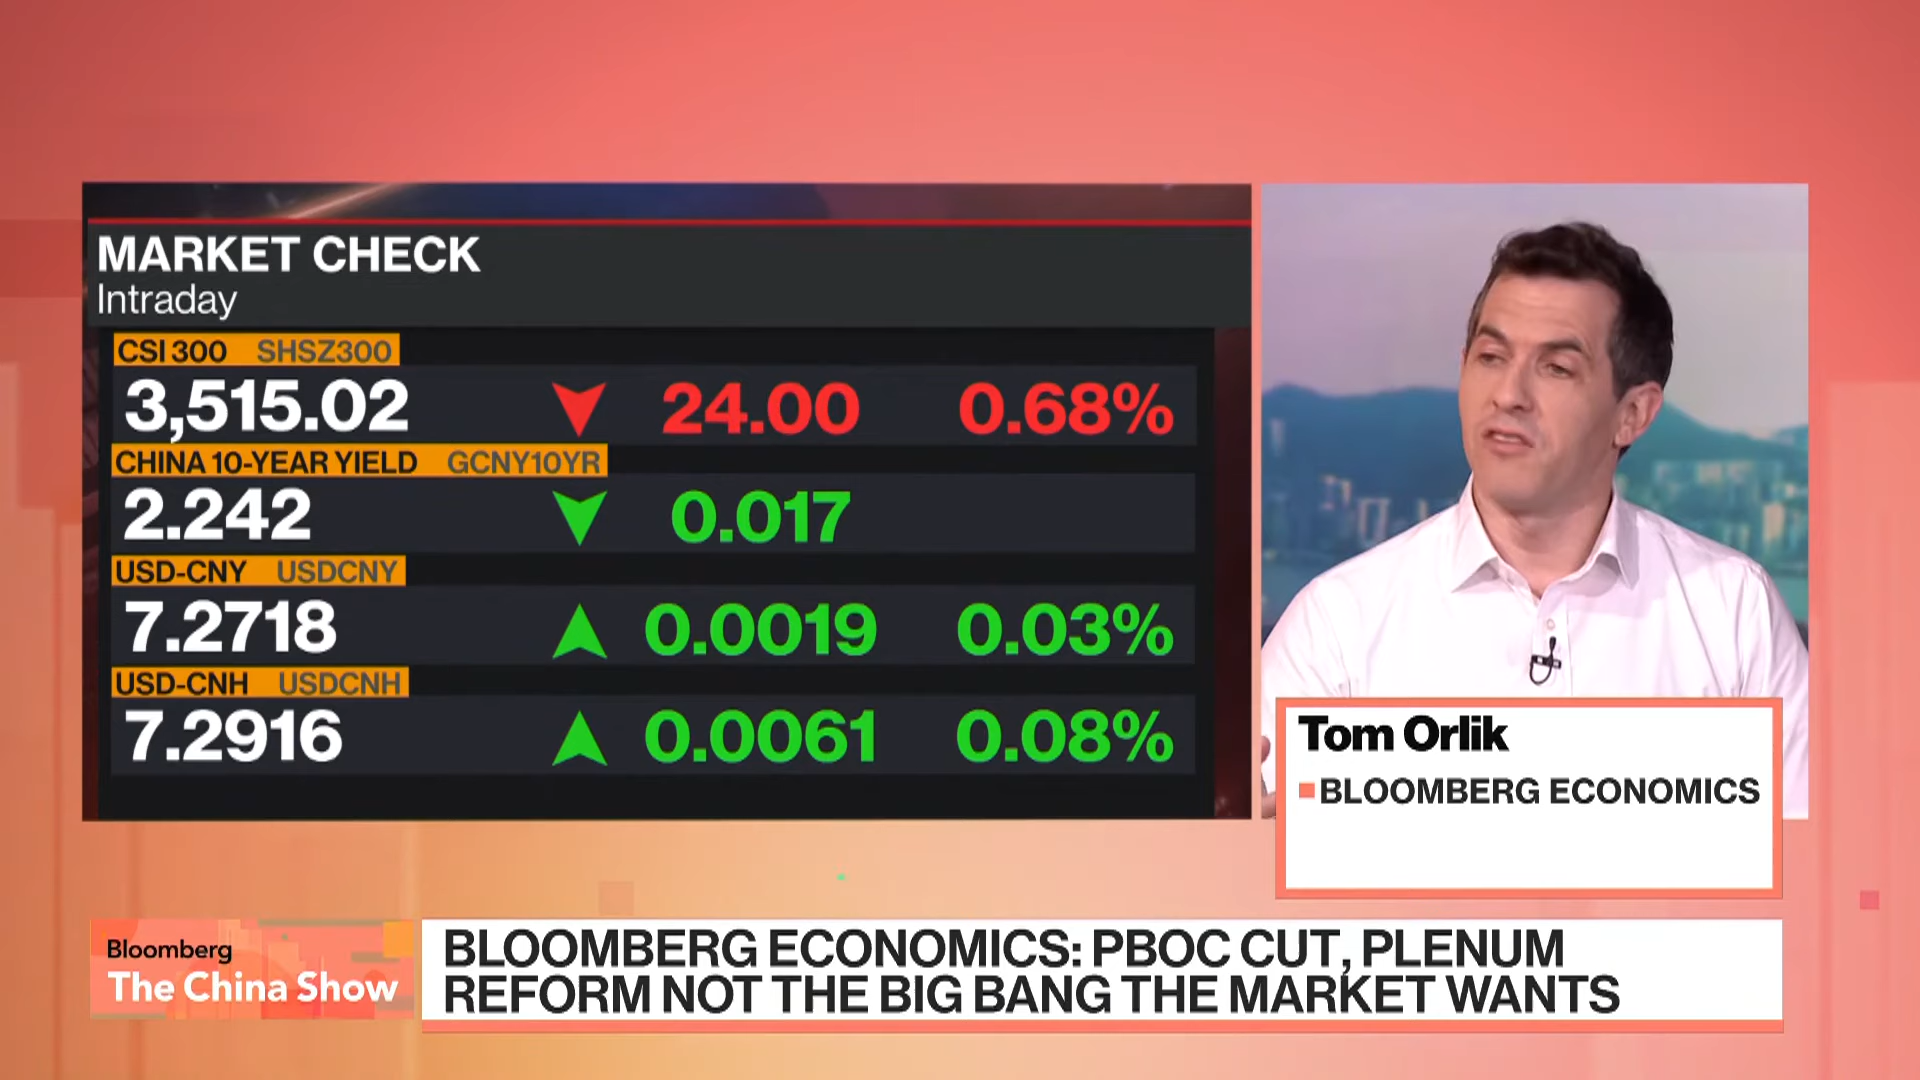 MARKET CHECK
Intraday
CSI 300 SHSZ300
3,515.02 24.00 0.68%
CHINA 10-YEAR YIELD GCNY10YR
2.242 0.017
USD-CNY USDCNY
7.2718 0.0019 0.03%
USD-CNH USDCNH
7.2916 0.0061 0.08%
Tom Orlik
BLOOMBERG ECONOMICS
Bloomberg
The China Show
BLOOMBERG ECONOMICS: PBOC CUT, PLENUM
REFORM NOT THE BIG BANG THE MARKET WANTS